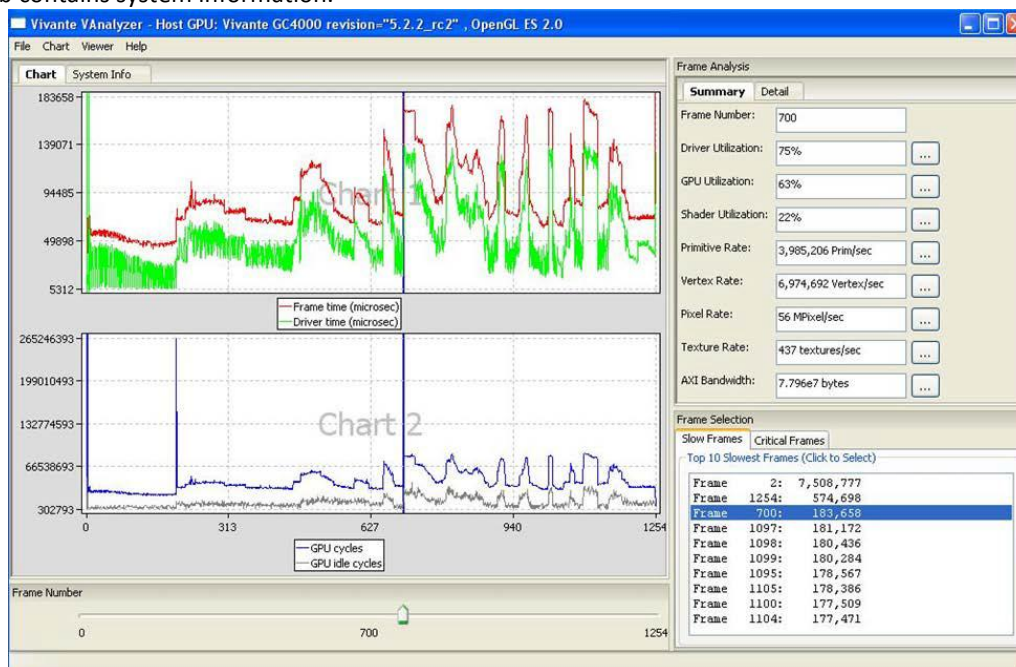 b contains system information.
Vivante VAnalyzer - Host GPU: Vivante GC4000 revision="5.2.2_rc2" , OpenGL ES 2.0
File Chart Viewer Help
Chart System Info
183658
139071
94485
49898
5312
Chart 1
Frame time (microsec)
Driver time (microsec)
265246393
199010493
132774593
66538693
302793
Chart 2
0 313 627 940 1254
GPU cycles
GPU idle cycles
Frame Number
0 700 1254
Frame Analysis
Summary Detail
Frame Number: 700
Driver Utilization: 75% ...
GPU Utilization: 63% ...
Shader Utilization: 22% ...
Primitive Rate: 3,985,206 Prim/sec ...
Vertex Rate: 6,974,692 Vertex/sec ...
Pixel Rate: 56 MPixel/sec ...
Texture Rate: 437 textures/sec ...
AXI Bandwidth: 7.796e7 bytes ...
Frame Selection
Slow Frames Critical Frames
Top 10 Slowest Frames (Click to Select)
Frame 2: 7,508,777
Frame 1254: 574,698
Frame 700: 183,658
Frame 1097: 181,172
Frame 1098: 180,436
Frame 1099: 180,284
Frame 1095: 178,567
Frame 1105: 178,386
Frame 1100: 177,509
Frame 1104: 177,471